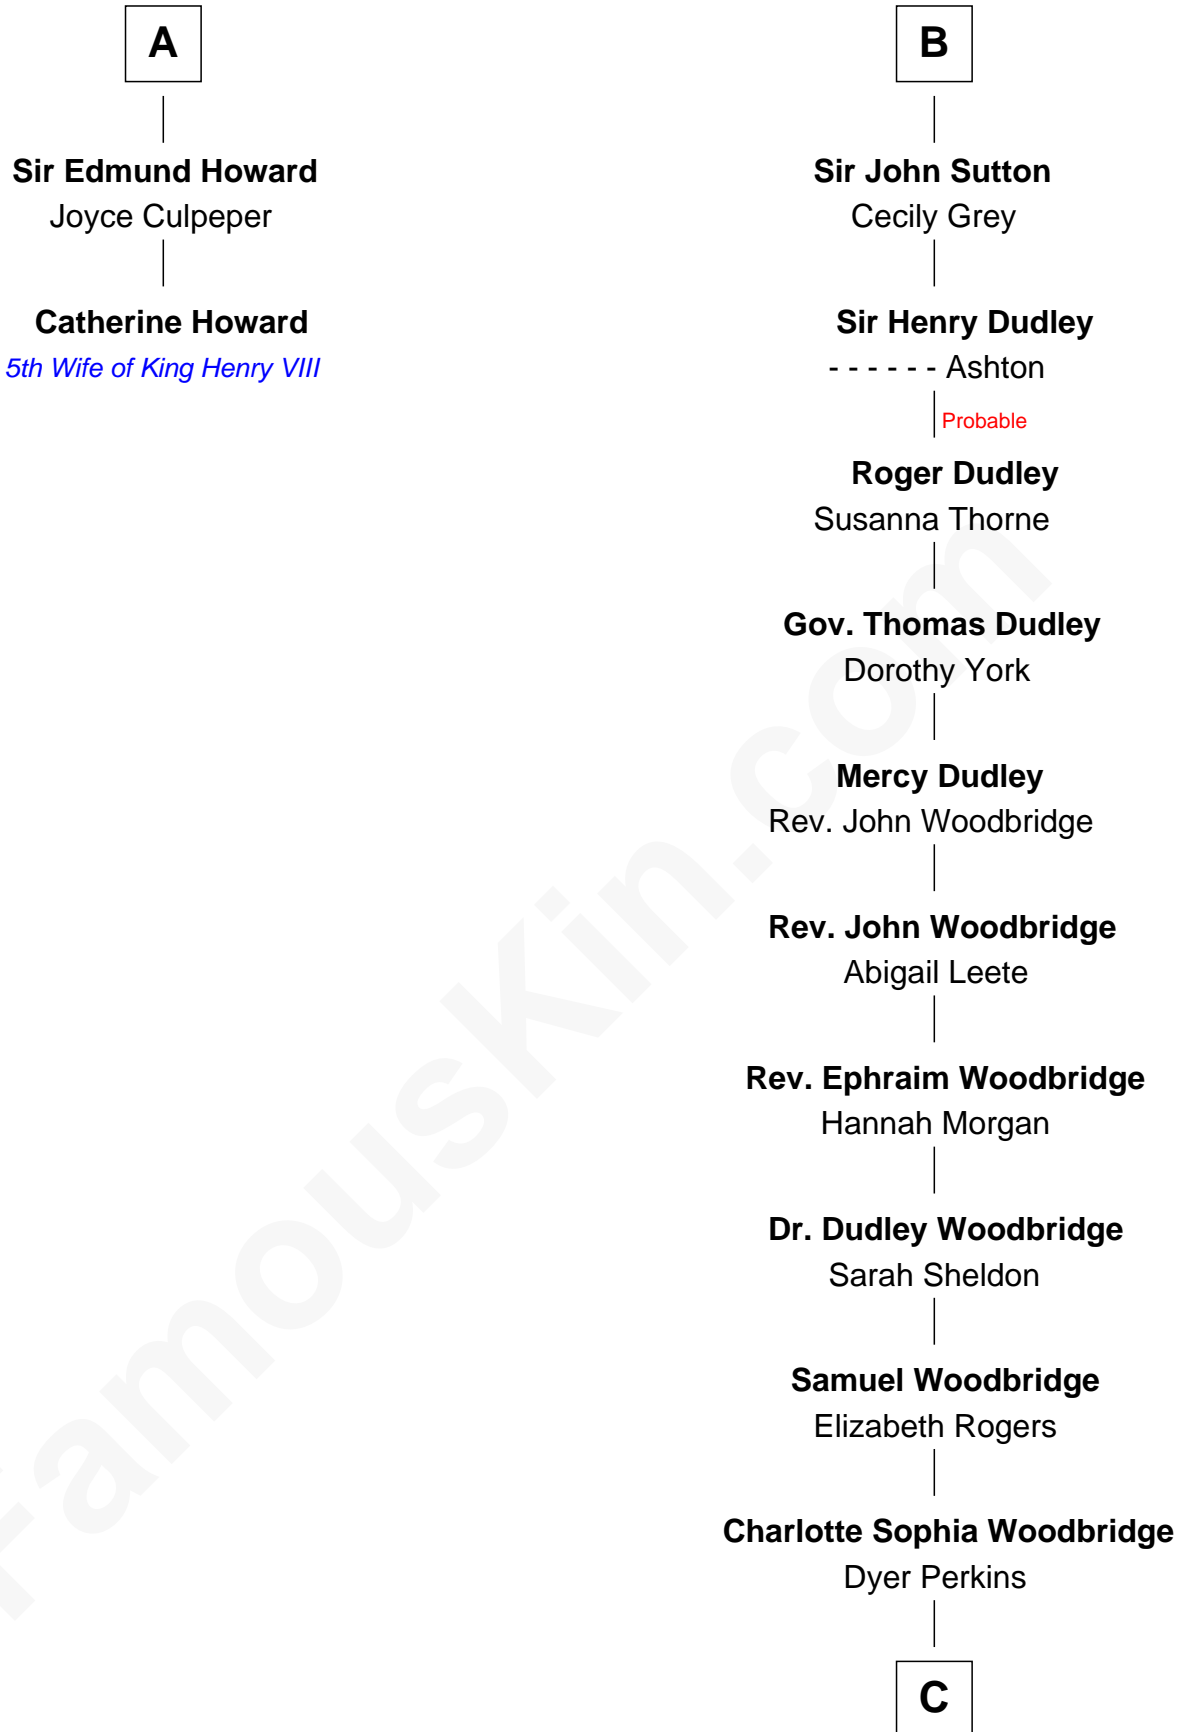 A
Sir Edmund Howard
Joyce Culpeper
Catherine Howard
5th Wife of King Henry VIII
B
Sir John Sutton
Cecily Grey
Sir Henry Dudley
- - - - - - Ashton
Probable
Roger Dudley
Susanna Thorne
Gov. Thomas Dudley
Dorothy York
Mercy Dudley
Rev. John Woodbridge
Rev. John Woodbridge
Abigail Leete
Rev. Ephraim Woodbridge
Hannah Morgan
Dr. Dudley Woodbridge
Sarah Sheldon
Samuel Woodbridge
Elizabeth Rogers
Charlotte Sophia Woodbridge
Dyer Perkins
C
FamousKin.com